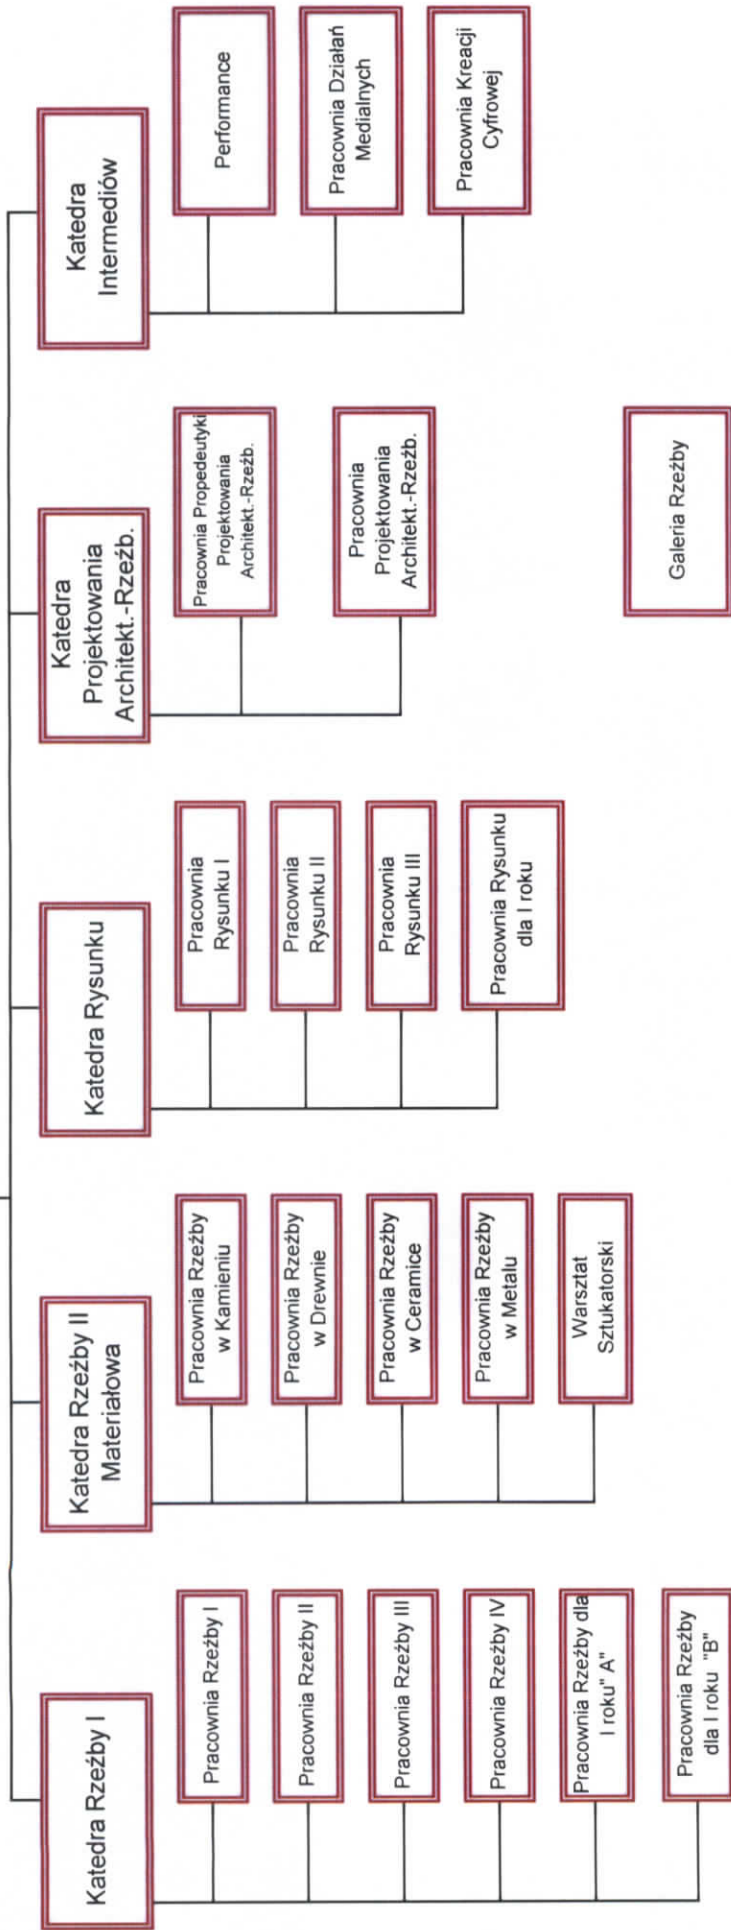 Katedra Rzeźby I
Pracownia Rzeźby I
Pracownia Rzeźby II
Pracownia Rzeźby III
Pracownia Rzeźby IV
Pracownia Rzeźby dla
I roku" A"
Pracownia Rzeźby
dla I roku "B"
Katedra Rzeźby II
Materiałowa
Pracownia Rzeźby
w Kamieniu
Pracownia Rzeźby
w Drewnie
Pracownia Rzeźby
w Ceramice
Pracownia Rzeźby
w Metalu
Warsztat
Sztukatorski
Katedra Rysunku
Pracownia
Rysunku I
Pracownia
Rysunku II
Pracownia
Rysunku III
Pracownia Rysunku
dla I roku
Katedra
Projektowania
Architekt.-Rzeźb.
Pracownia Propedeutyki
Projektowania
Architekt.-Rzeźb.
Pracownia
Projektowania
Architekt.-Rzeźb.
Galeria Rzeźby
Katedra
Intermediów
Performance
Pracownia Działań
Medialnych
Pracownia Kreacji
Cyfrowej